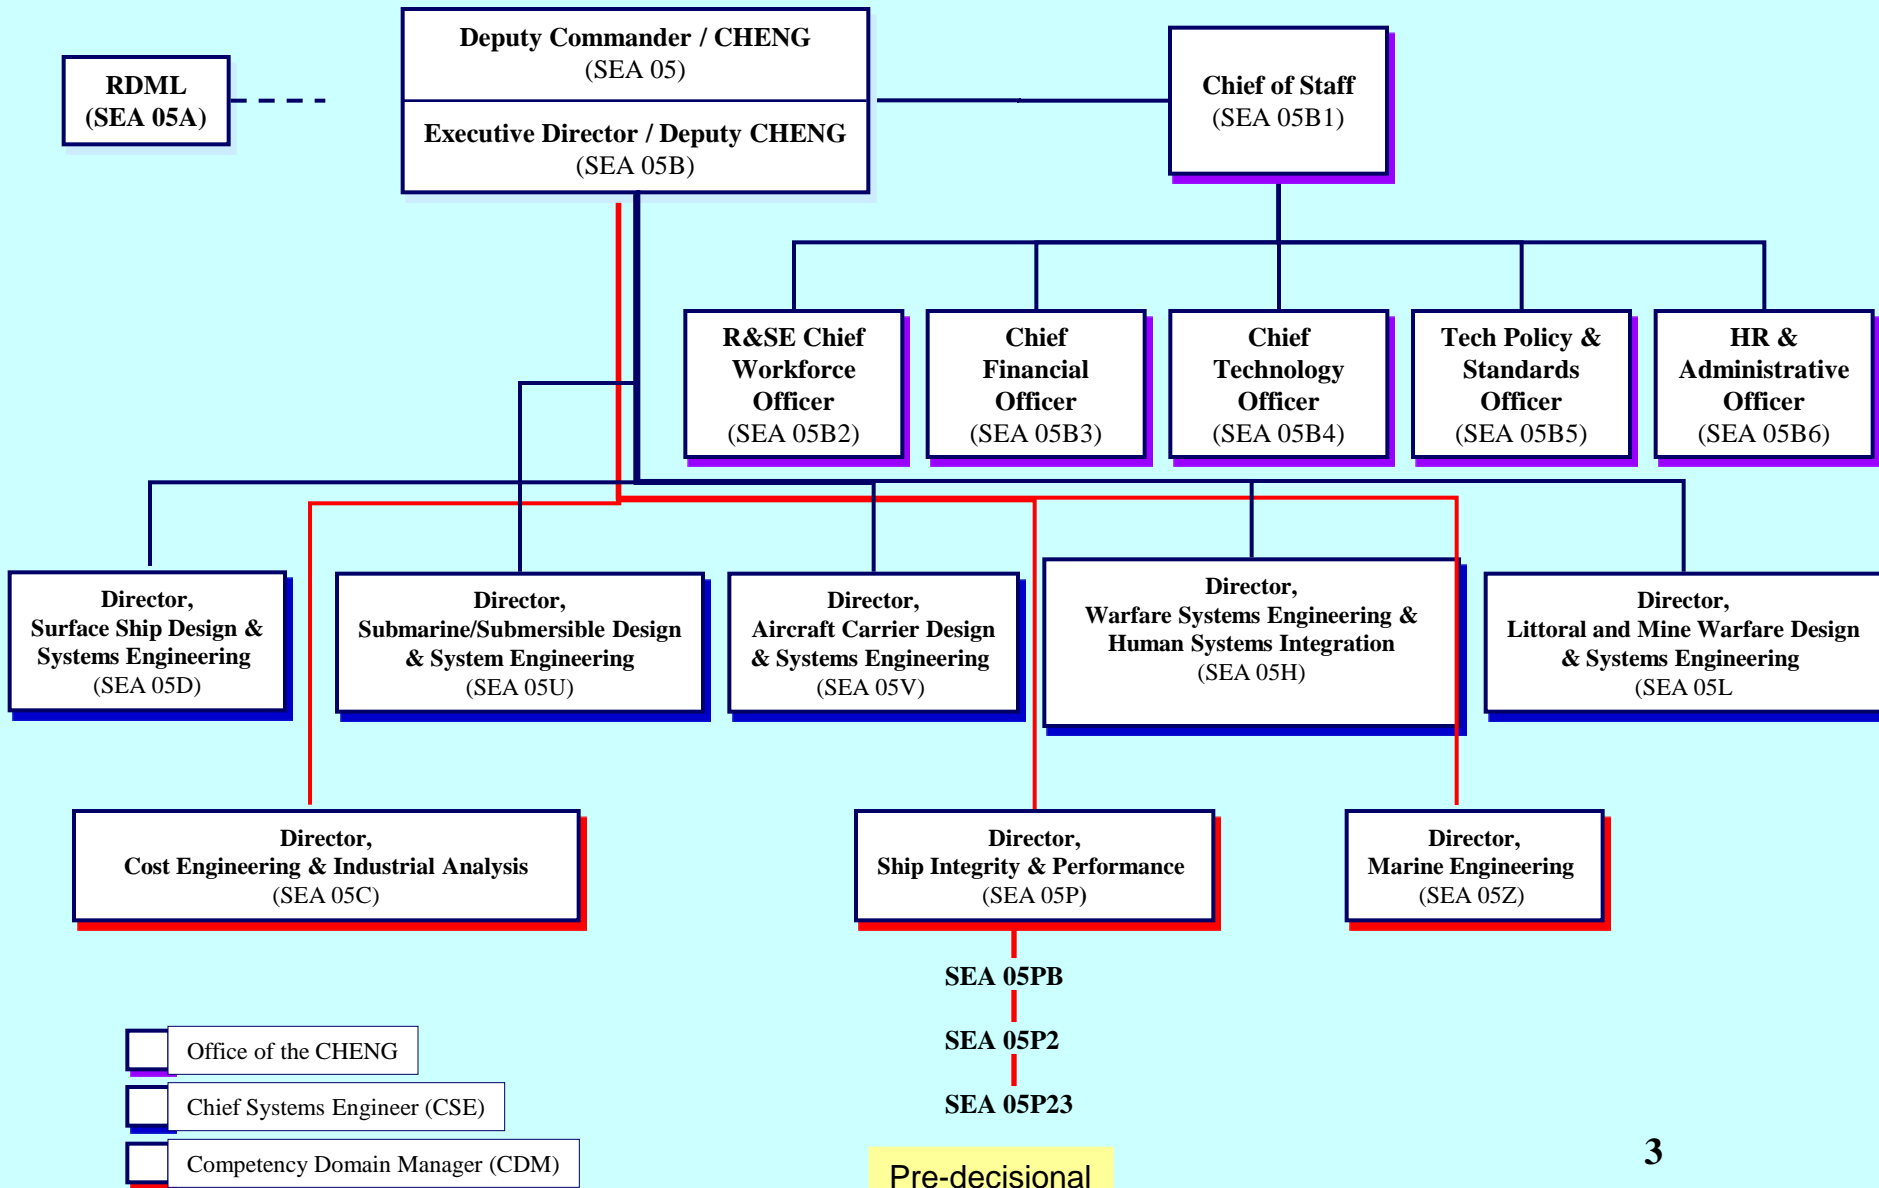 Deputy Commander / CHENG
(SEA 05)
Executive Director / Deputy CHENG
(SEA 05B)
RDML
(SEA 05A)
Chief of Staff
(SEA 05B1)
R&SE Chief
Workforce
Officer
(SEA 05B2)
Chief
Financial
Officer
(SEA 05B3)
Chief
Technology
Officer
(SEA 05B4)
Tech Policy &
Standards
Officer
(SEA 05B5)
HR &
Administrative
Officer
(SEA 05B6)
Director,
Surface Ship Design &
Systems Engineering
(SEA 05D)
Director,
Submarine/Submersible Design
& System Engineering
(SEA 05U)
Director,
Aircraft Carrier Design
& Systems Engineering
(SEA 05V)
Director,
Warfare Systems Engineering &
Human Systems Integration
(SEA 05H)
Director,
Littoral and Mine Warfare Design
& Systems Engineering
(SEA 05L
Director,
Cost Engineering & Industrial Analysis
(SEA 05C)
Director,
Ship Integrity & Performance
(SEA 05P)
Director,
Marine Engineering
(SEA 05Z)
SEA 05PB
SEA 05P2
SEA 05P23
Office of the CHENG
Chief Systems Engineer (CSE)
Competency Domain Manager (CDM)
Pre-decisional
3